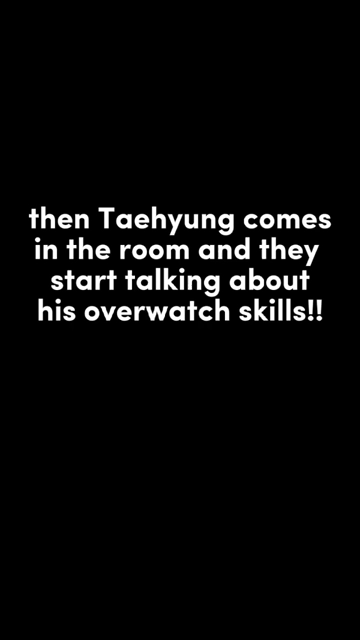 then Taehyung comes
in the room and they
start talking about
his overwatch skills!!